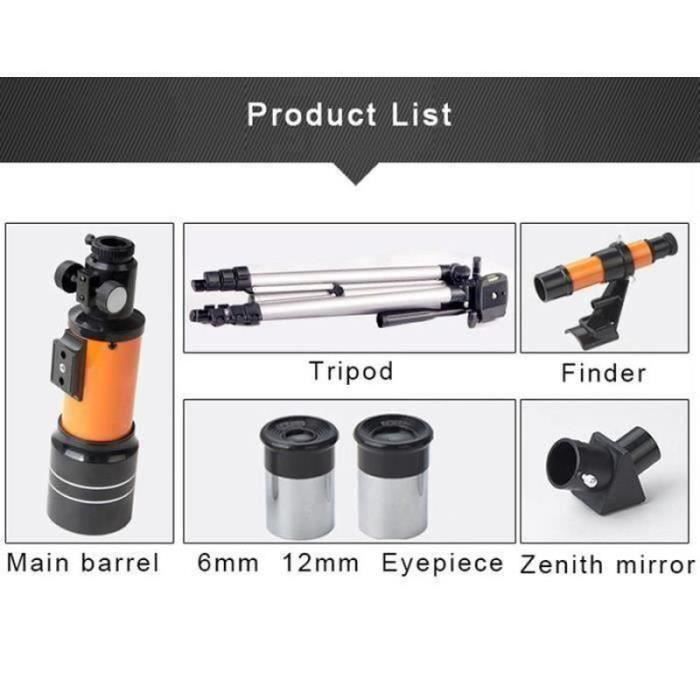 Product List
Tripod
Finder
Main barrel
6mm 12mm Eyepiece
Zenith mirror